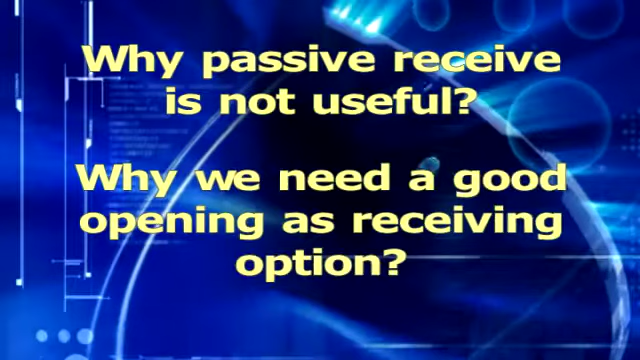 Why passive receive
is not useful?
Why we need a good
opening as receiving
option?